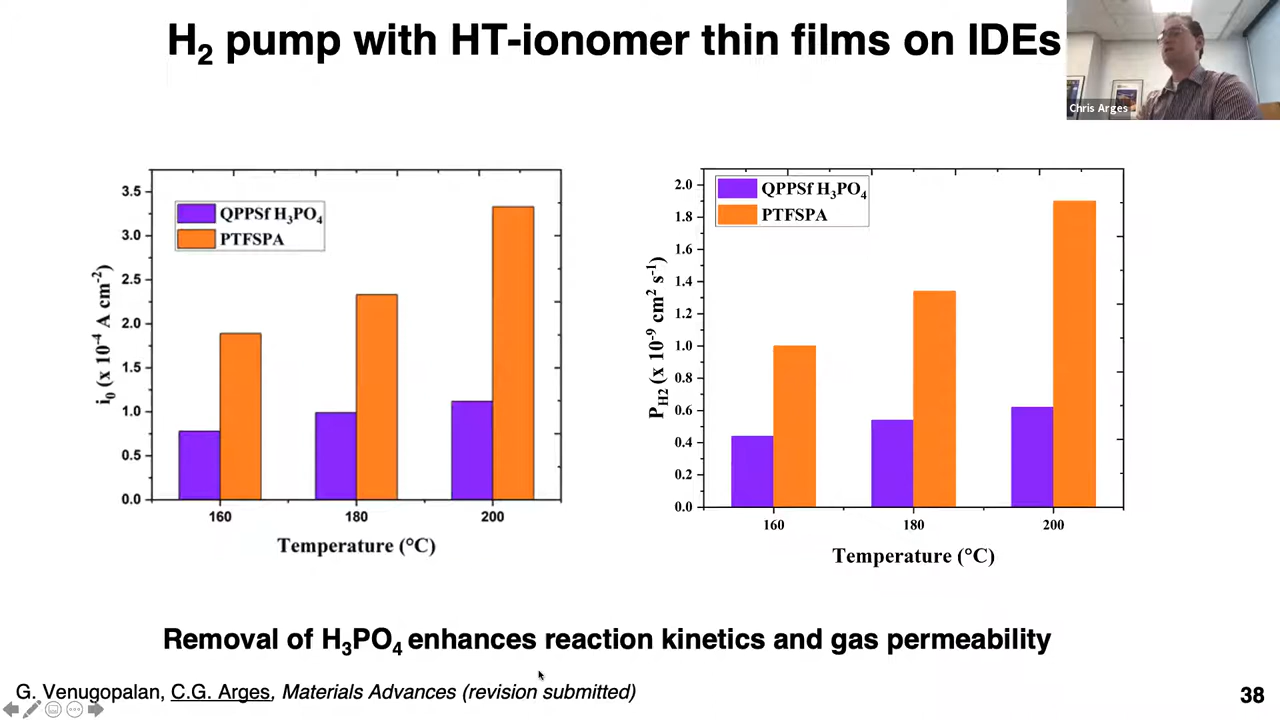 H2 pump with HT-ionomer thin films on IDEs
Chris Arges
3.5
3.0
2.5
2.0
1.5
1.0
0.5
0.0
i0 (x 10-4 A cm-2)
QPPSf H3PO4
PTFSPA
160
180
200
Temperature (°C)
2.0
1.8
1.6
1.4
1.2
1.0
0.8
0.6
0.4
0.2
0.0
PH2 (x 10-9 cm2 s-1)
QPPSf H3PO4
PTFSPA
160
180
200
Temperature (°C)
Removal of H3PO4 enhances reaction kinetics and gas permeability
G. Venugopalan, C.G. Arges, Materials Advances (revision submitted)
38